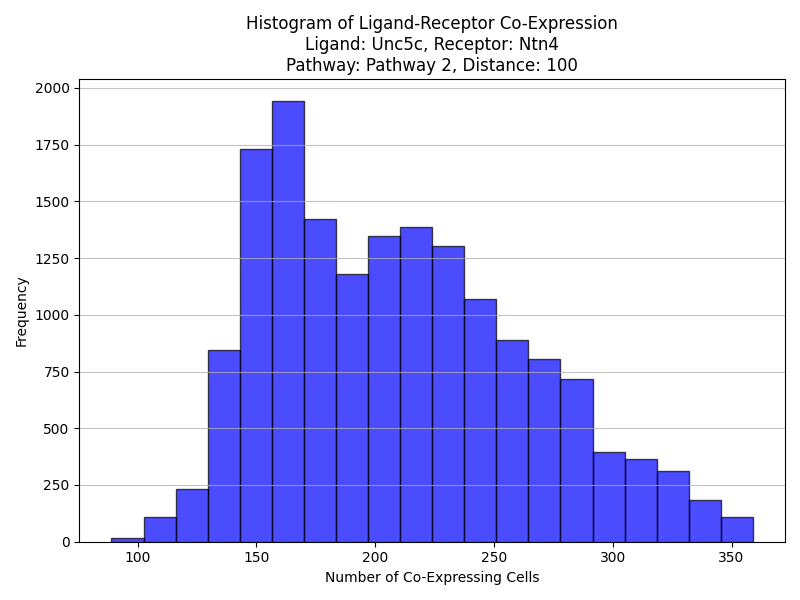 Histogram of Ligand-Receptor Co-Expression
Ligand: Unc5c, Receptor: Ntn4
Pathway: Pathway 2, Distance: 100
2000
1750
1500
1250
1000
750
500
250
0
Frequency
100 150 200 250 300 350
Number of Co-Expressing Cells